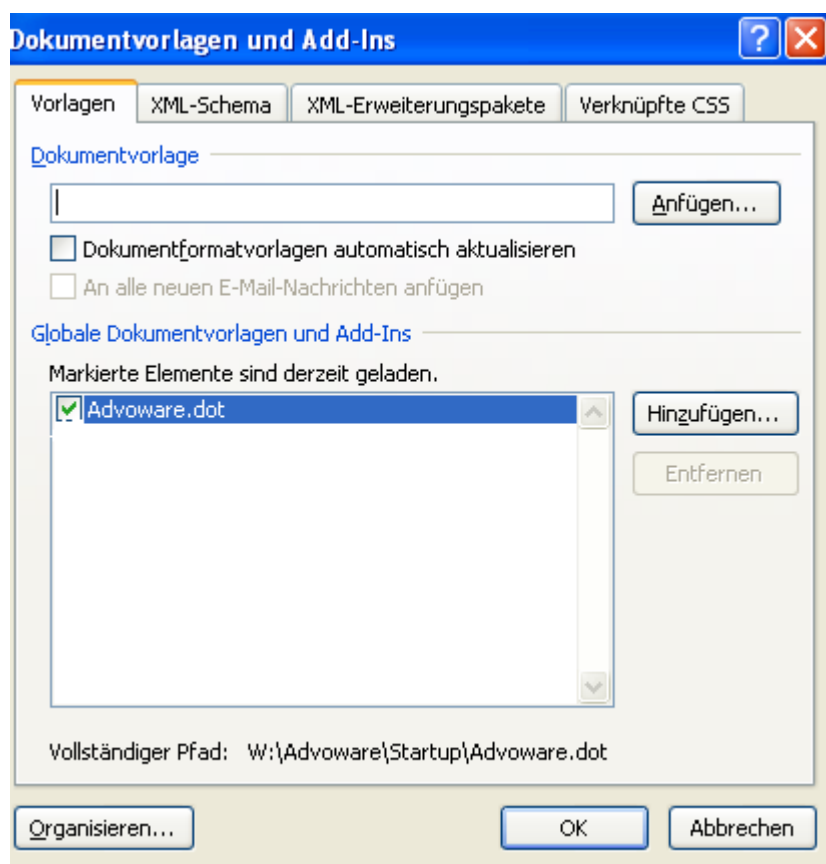 Dokumentvorlagen und Add-Ins
Vorlagen XML-Schema XML-Erweiterungspakete Verknüpfte CSS
Dokumentvorlage
Anfügen...
Dokumentformatvorlagen automatisch aktualisieren
An alle neuen E-Mail-Nachrichten anfügen
Globale Dokumentvorlagen und Add-Ins
Markierte Elemente sind derzeit geladen.
Advoware.dot
Hinzufügen...
Entfernen
Vollständiger Pfad: W:\Advoware\Startup\Advoware.dot
Organisieren... OK Abbrechen